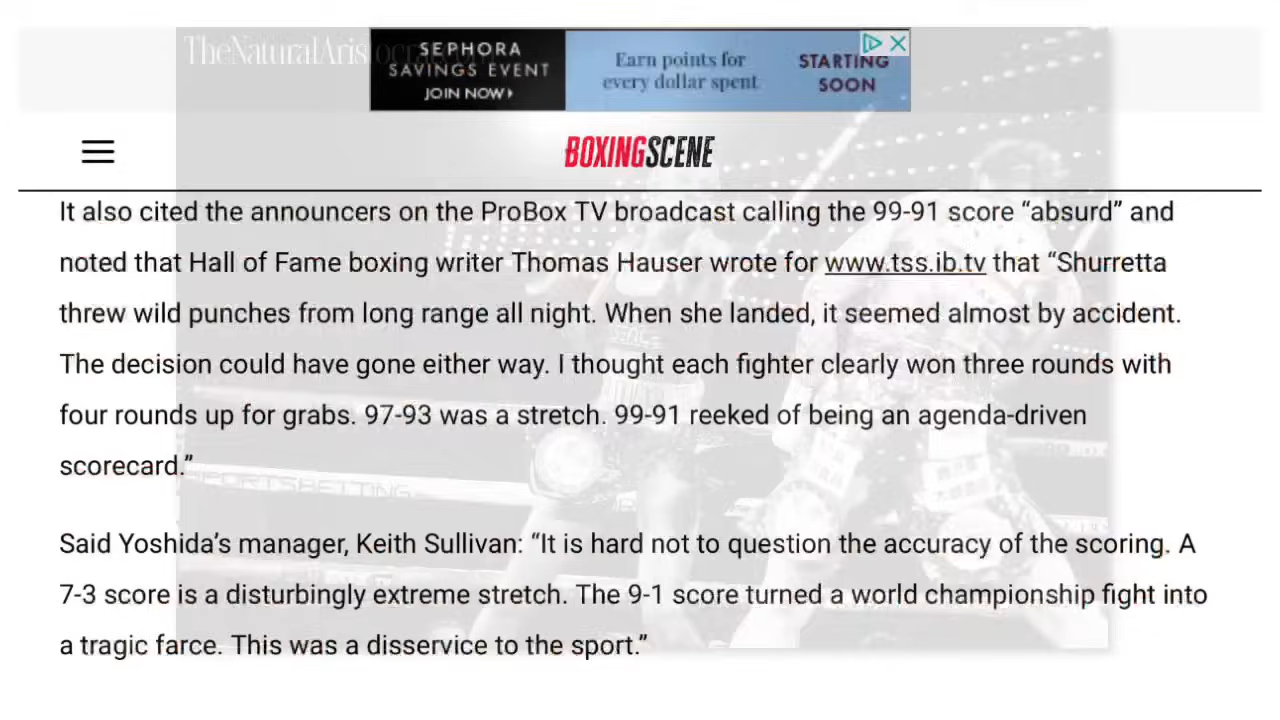 TheNaturalAristocrat.com
SEPHORA
SAVINGS EVENT
JOIN NOW
Earn points for
every dollar spent
STARTING
SOON
BOXINGSCENE
It also cited the announcers on the ProBox TV broadcast calling the 99-91 score “absurd” and
noted that Hall of Fame boxing writer Thomas Hauser wrote for www.tss.ib.tv that “Shurretta
threw wild punches from long range all night. When she landed, it seemed almost by accident.
The decision could have gone either way. I thought each fighter clearly won three rounds with
four rounds up for grabs. 97-93 was a stretch. 99-91 reeked of being an agenda-driven
scorecard.”
SPORTSBETTING
Said Yoshida’s manager, Keith Sullivan: “It is hard not to question the accuracy of the scoring. A
7-3 score is a disturbingly extreme stretch. The 9-1 score turned a world championship fight into
a tragic farce. This was a disservice to the sport.”